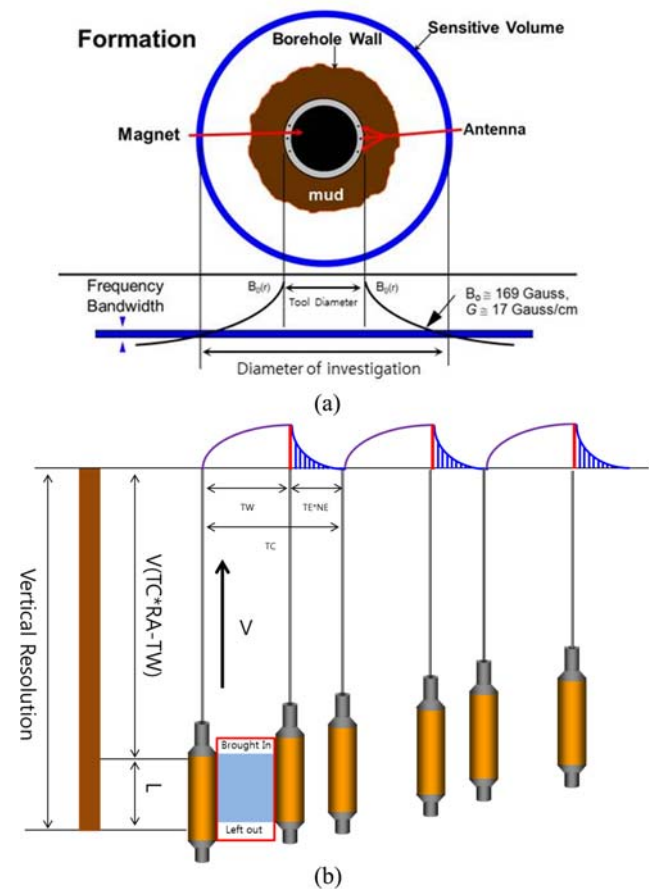 Formation
Borehole Wall
Sensitive Volume
Magnet
Antenna
mud
Frequency
Bandwidth
B₀(r)
Tool Diameter
B₀(r)
B₀ ≅ 169 Gauss,
G ≅ 17 Gauss/cm
Diameter of investigation
(a)
TW
TE*NE
TC
V
Vertical Resolution
V(TC*RA-TW)
L
Brought In
Left out
(b)